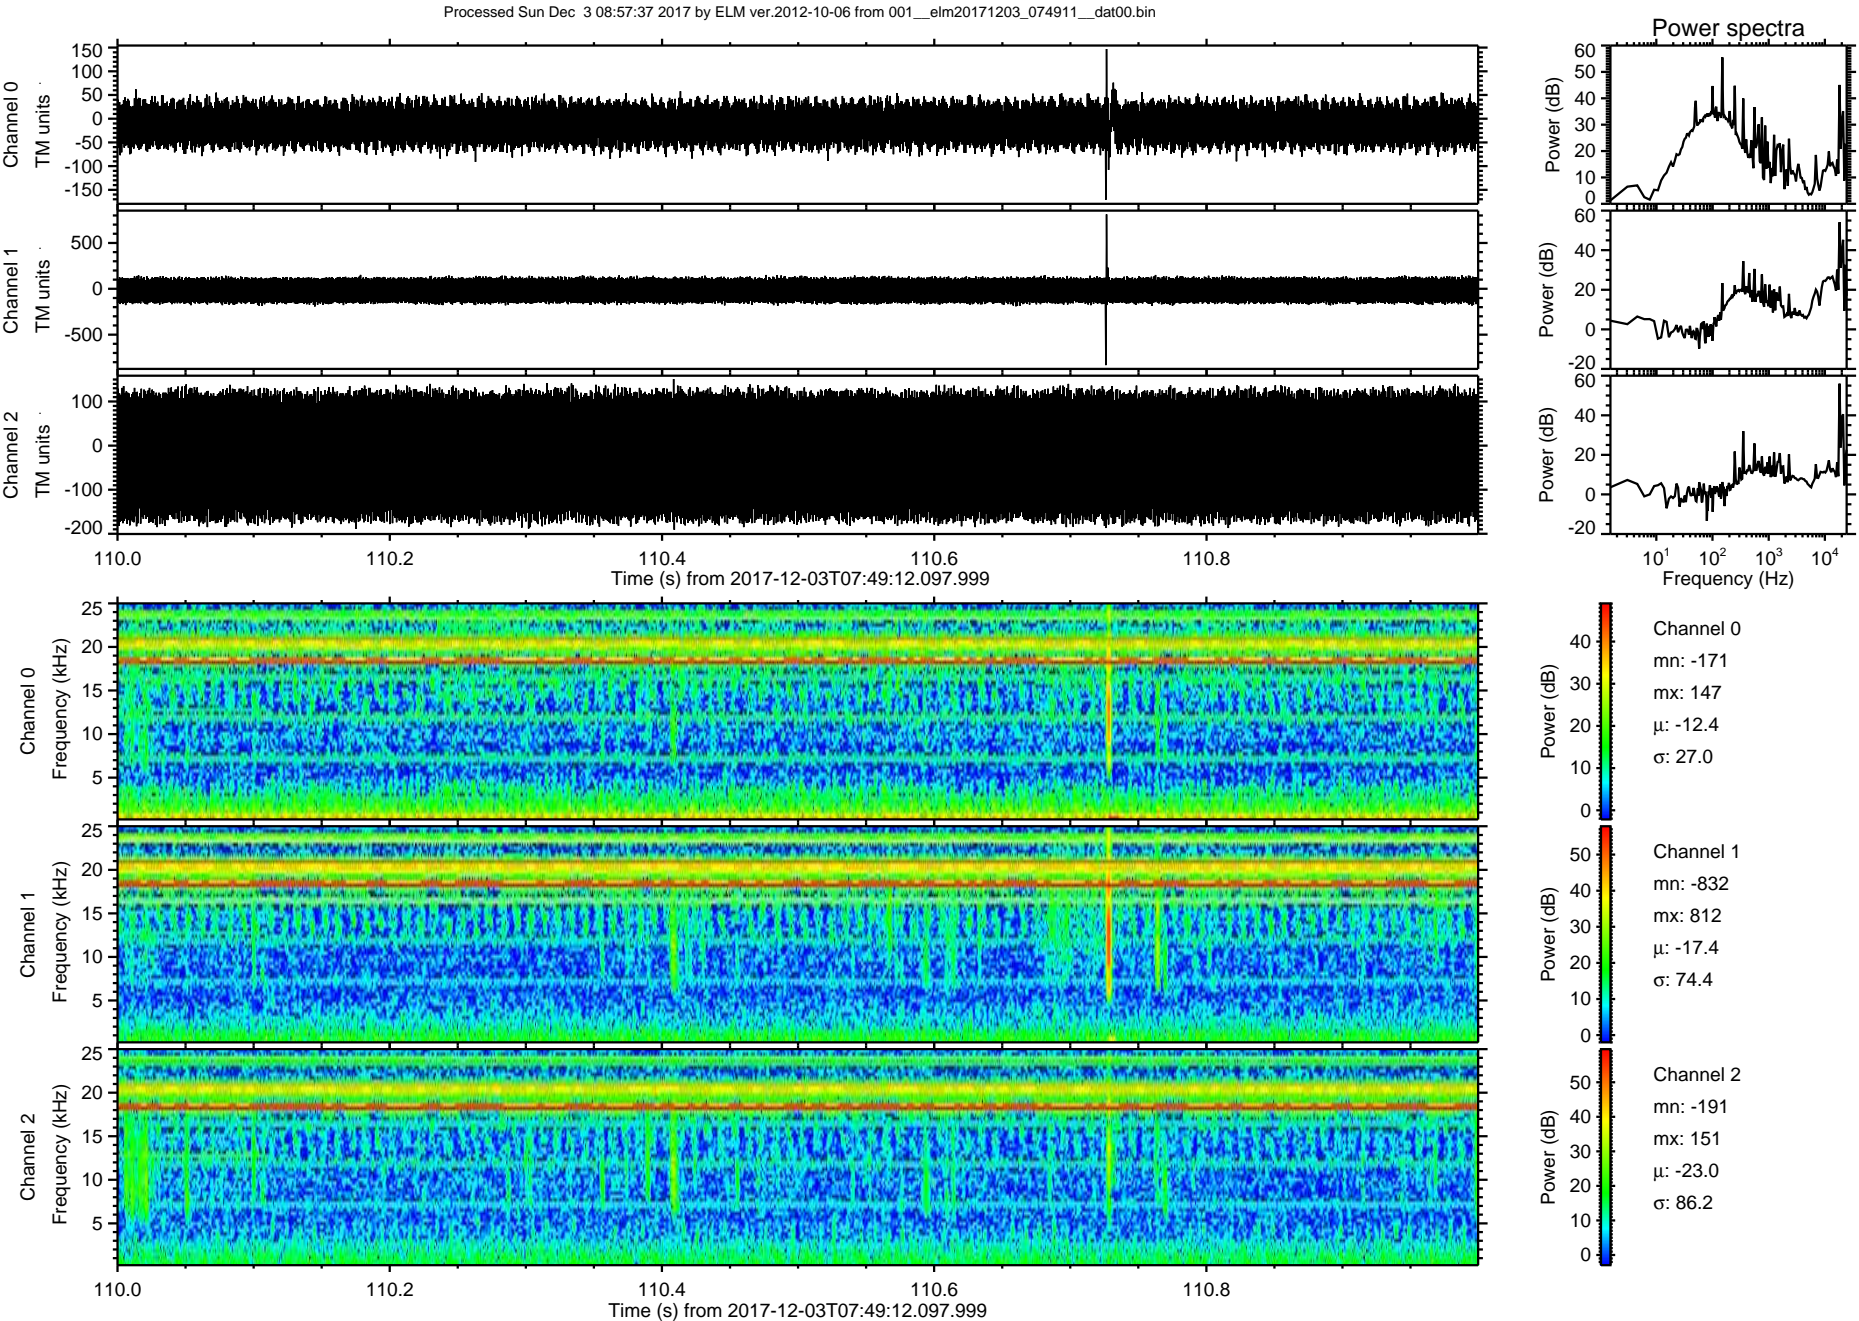 Processed Sun Dec  3 08:57:37 2017 by ELM ver.2012-10-06 from 001__elm20171203_074911__dat00.bin
Power spectra
Channel 0
TM units
150
100
50
0
-50
-100
-150
Power (dB)
60
50
40
30
20
10
0
Channel 1
TM units
500
0
-500
Power (dB)
60
40
20
0
-20
Channel 2
TM units
100
0
-100
-200
Power (dB)
60
40
20
0
-20
110.0 110.2 110.4 110.6 110.8
Time (s) from 2017-12-03T07:49:12.097.999
10¹ 10² 10³ 10⁴
Frequency (Hz)
Channel 0
Frequency (kHz)
25
20
15
10
5
Power (dB)
40
30
20
10
0
Channel 0
mn: -171
mx: 147
μ: -12.4
σ: 27.0
Channel 1
Frequency (kHz)
25
20
15
10
5
Power (dB)
50
40
30
20
10
0
Channel 1
mn: -832
mx: 812
μ: -17.4
σ: 74.4
Channel 2
Frequency (kHz)
25
20
15
10
5
Power (dB)
50
40
30
20
10
0
Channel 2
mn: -191
mx: 151
μ: -23.0
σ: 86.2
110.0 110.2 110.4 110.6 110.8
Time (s) from 2017-12-03T07:49:12.097.999